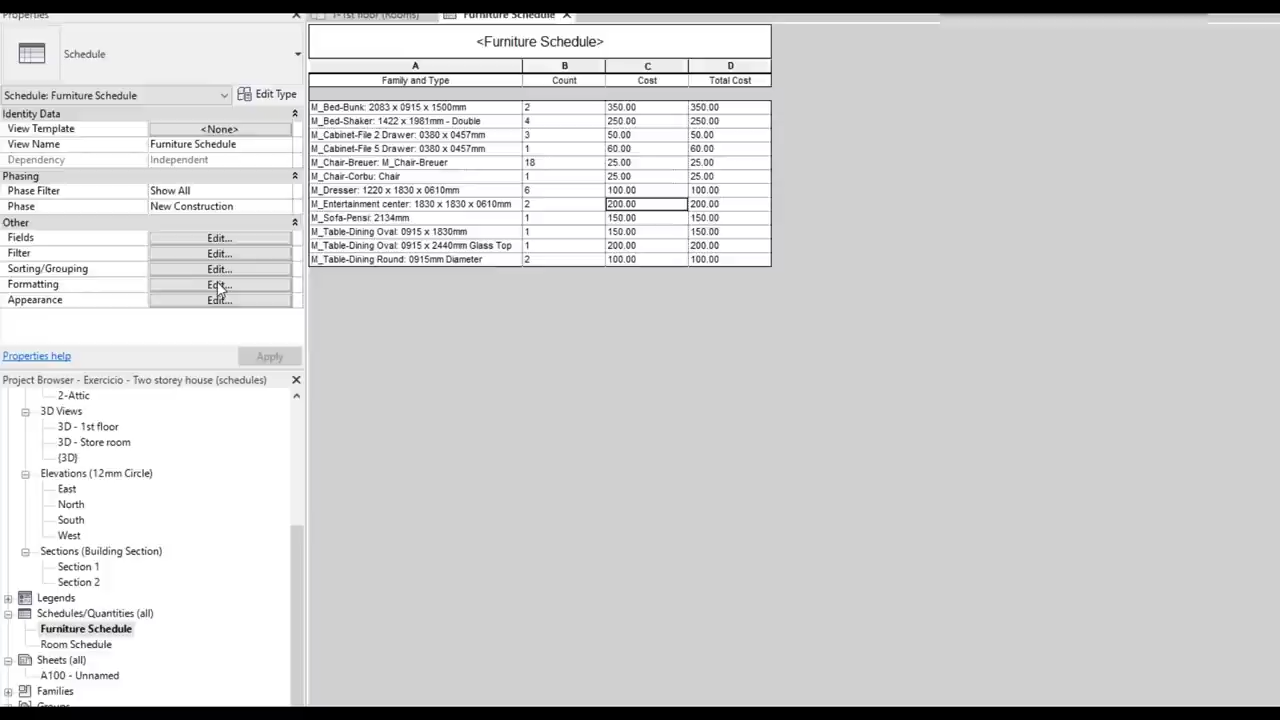 Properties
1-1st floor (Rooms)
Furniture Schedule
Schedule
Schedule: Furniture Schedule
Edit Type
Identity Data
View Template
<None>
View Name
Furniture Schedule
Dependency
Independent
Phasing
Phase Filter
Show All
Phase
New Construction
Other
Fields
Edit...
Filter
Edit...
Sorting/Grouping
Edit...
Formatting
Edit...
Appearance
Edit...
Properties help
Apply
<Furniture Schedule>
A B C D
Family and Type Count Cost Total Cost
M_Bed-Bunk: 2083 x 0915 x 1500mm 2 350.00 350.00
M_Bed-Shaker: 1422 x 1981mm - Double 4 250.00 250.00
M_Cabinet-File 2 Drawer: 0380 x 0457mm 3 50.00 50.00
M_Cabinet-File 5 Drawer: 0380 x 0457mm 1 60.00 60.00
M_Chair-Breuer: M_Chair-Breuer 18 25.00 25.00
M_Chair-Corbu: Chair 1 25.00 25.00
M_Dresser: 1220 x 1830 x 0610mm 6 100.00 100.00
M_Entertainment center: 1830 x 1830 x 0610mm 2 200.00 200.00
M_Sofa-Pensi: 2134mm 1 150.00 150.00
M_Table-Dining Oval: 0915 x 1830mm 1 150.00 150.00
M_Table-Dining Oval: 0915 x 2440mm Glass Top 1 200.00 200.00
M_Table-Dining Round: 0915mm Diameter 2 100.00 100.00
Project Browser - Exercicio - Two storey house (schedules)
2-Attic
3D Views
3D - 1st floor
3D - Store room
{3D}
Elevations (12mm Circle)
East
North
South
West
Sections (Building Section)
Section 1
Section 2
Legends
Schedules/Quantities (all)
Furniture Schedule
Room Schedule
Sheets (all)
A100 - Unnamed
Families
Groups